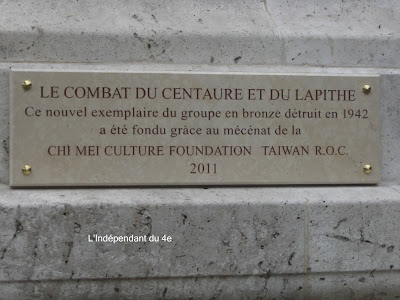 LE COMBAT DU CENTAURE ET DU LAPITHE
Ce nouvel exemplaire du groupe en bronze détruit en 1942
a été fondu grâce au mécénat de la
CHI MEI CULTURE FOUNDATION TAIWAN R.O.C.
2011
L'Indépendant du 4e